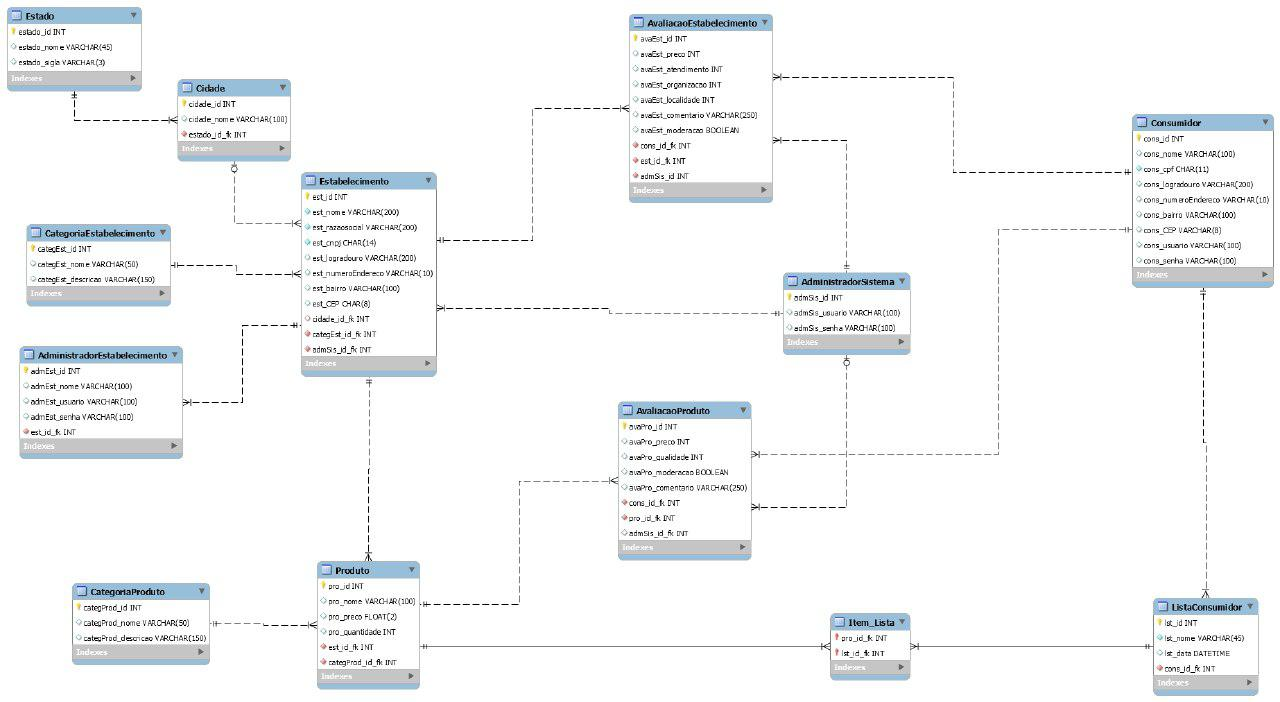 Estado
estado_id INT
estado_nome VARCHAR(45)
estado_sigla VARCHAR(3)
Indexes
Cidade
cidade_id INT
cidade_nome VARCHAR(100)
estado_id_fk INT
Indexes
AvaliacaoEstabelecimento
avaEst_id INT
avaEst_preco INT
avaEst_atendimento INT
avaEst_organizacao INT
avaEst_localidade INT
avaEst_comentario VARCHAR(250)
avaEst_moderacao BOOLEAN
cons_id_fk INT
est_id_fk INT
admSis_id INT
Indexes
Consumidor
cons_id INT
cons_nome VARCHAR(100)
cons_cpf CHAR(11)
cons_logradouro VARCHAR(200)
cons_numeroEndereco VARCHAR(10)
cons_bairro VARCHAR(100)
cons_CEP VARCHAR(8)
cons_usuario VARCHAR(100)
cons_senha VARCHAR(100)
Indexes
Estabelecimento
est_id INT
est_nome VARCHAR(200)
est_razaosocial VARCHAR(200)
est_cnpj CHAR(14)
est_logradouro VARCHAR(200)
est_numeroEndereco VARCHAR(10)
est_bairro VARCHAR(100)
est_CEP CHAR(8)
cidade_id_fk INT
categEst_id_fk INT
admSis_id_fk INT
Indexes
CategoriaEstabelecimento
categEst_id INT
categEst_nome VARCHAR(50)
categEst_descricao VARCHAR(150)
Indexes
AdministradorSistema
admSis_id INT
admSis_usuario VARCHAR(100)
admSis_senha VARCHAR(100)
Indexes
AdministradorEstabelecimento
admEst_id INT
admEst_nome VARCHAR(100)
admEst_usuario VARCHAR(100)
admEst_senha VARCHAR(100)
est_id_fk INT
Indexes
AvaliacaoProduto
avaPro_id INT
avaPro_preco INT
avaPro_qualidade INT
avaPro_moderacao BOOLEAN
avaPro_comentario VARCHAR(250)
cons_id_fk INT
pro_id_fk INT
admSis_id_fk INT
Indexes
Produto
pro_id INT
pro_nome VARCHAR(100)
pro_preco FLOAT(2)
pro_quantidade INT
est_id_fk INT
categProd_id_fk INT
Indexes
CategoriaProduto
categProd_id INT
categProd_nome VARCHAR(50)
categProd_descricao VARCHAR(150)
Indexes
Item_Lista
pro_id_fk INT
lst_id_fk INT
Indexes
ListaConsumidor
lst_id INT
lst_nome VARCHAR(45)
lst_data DATETIME
cons_id_fk INT
Indexes